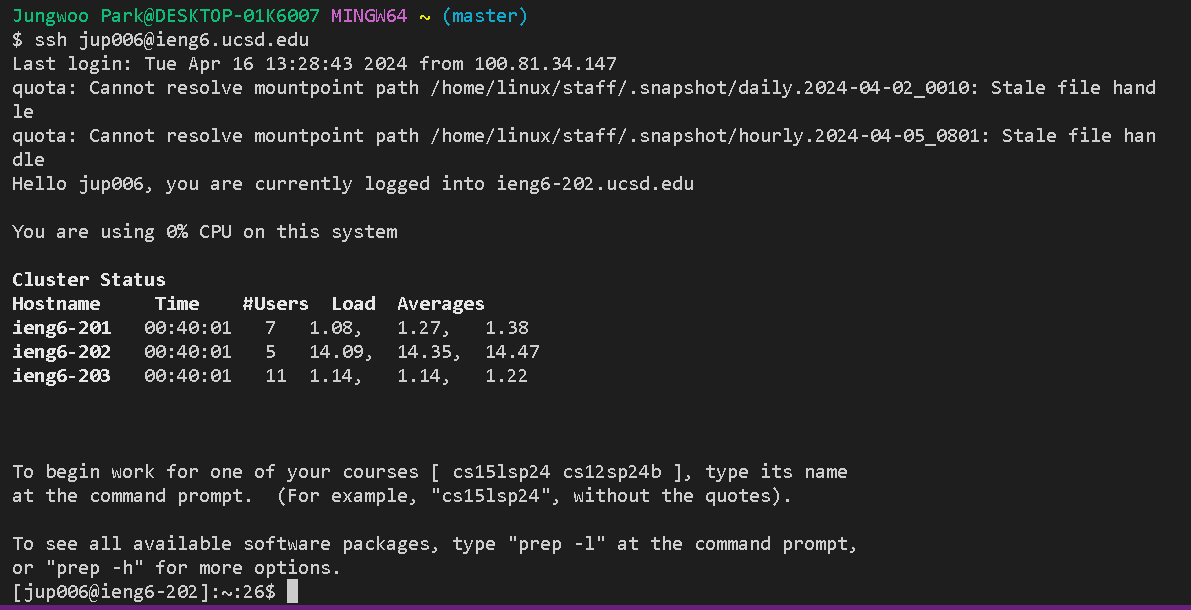 Jungwoo Park@DESKTOP-01K6007 MINGW64 ~ (master)
$ ssh jup006@ieng6.ucsd.edu
Last login: Tue Apr 16 13:28:43 2024 from 100.81.34.147
quota: Cannot resolve mountpoint path /home/linux/staff/.snapshot/daily.2024-04-02_0010: Stale file hand
le
quota: Cannot resolve mountpoint path /home/linux/staff/.snapshot/hourly.2024-04-05_0801: Stale file han
dle
Hello jup006, you are currently logged into ieng6-202.ucsd.edu
You are using 0% CPU on this system
Cluster Status
Hostname     Time    #Users  Load  Averages
ieng6-201   00:40:01   7   1.08,   1.27,   1.38
ieng6-202   00:40:01   5   14.09,  14.35,  14.47
ieng6-203   00:40:01   11  1.14,   1.14,   1.22
To begin work for one of your courses [ cs15lsp24 cs12sp24b ], type its name
at the command prompt.  (For example, "cs15lsp24", without the quotes).
To see all available software packages, type "prep -l" at the command prompt,
or "prep -h" for more options.
[jup006@ieng6-202]:~:26$